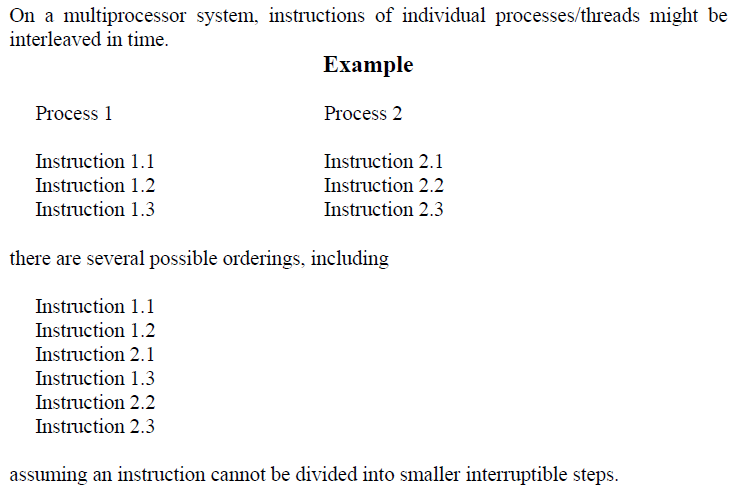 On a multiprocessor system, instructions of individual processes/threads might be
interleaved in time.
Example
Process 1 Process 2
Instruction 1.1 Instruction 2.1
Instruction 1.2 Instruction 2.2
Instruction 1.3 Instruction 2.3
there are several possible orderings, including
Instruction 1.1
Instruction 1.2
Instruction 2.1
Instruction 1.3
Instruction 2.2
Instruction 2.3
assuming an instruction cannot be divided into smaller interruptible steps.